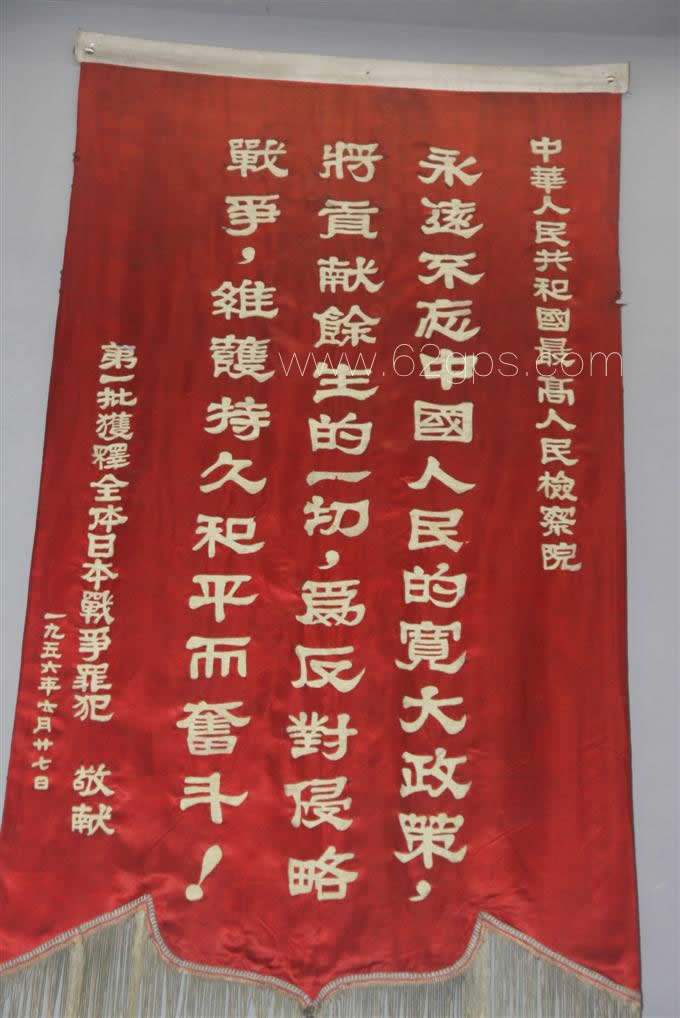 中華人民共和國最高人民檢察院
永遠不忘中國人民的寬大政策，
將貢献餘生的一切，爲反對侵略
戰爭，維護持久和平而奮斗！
第一批獲釋全体日本戰爭罪犯 敬献
一九五六年六月廿七日
www.62gps.com